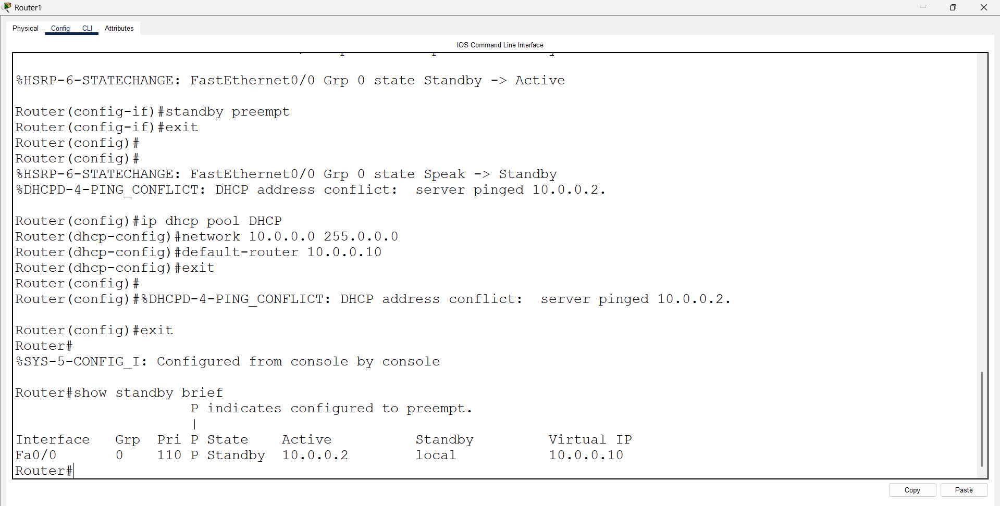 Router1
Physical Config CLI Attributes
IOS Command Line Interface
%HSRP-6-STATECHANGE: FastEthernet0/0 Grp 0 state Standby -> Active
Router(config-if)#standby preempt
Router(config-if)#exit
Router(config)#
Router(config)#
%HSRP-6-STATECHANGE: FastEthernet0/0 Grp 0 state Speak -> Standby
%DHCPD-4-PING_CONFLICT: DHCP address conflict:  server pinged 10.0.0.2.
Router(config)#ip dhcp pool DHCP
Router(dhcp-config)#network 10.0.0.0 255.0.0.0
Router(dhcp-config)#default-router 10.0.0.10
Router(dhcp-config)#exit
Router(config)#
Router(config)#%DHCPD-4-PING_CONFLICT: DHCP address conflict:  server pinged 10.0.0.2.
Router(config)#exit
Router#
%SYS-5-CONFIG_I: Configured from console by console
Router#show standby brief
P indicates configured to preempt.
|
Interface   Grp  Pri P State    Active          Standby         Virtual IP
Fa0/0       0    110 P Standby  10.0.0.2        local           10.0.0.10
Router#
Copy Paste